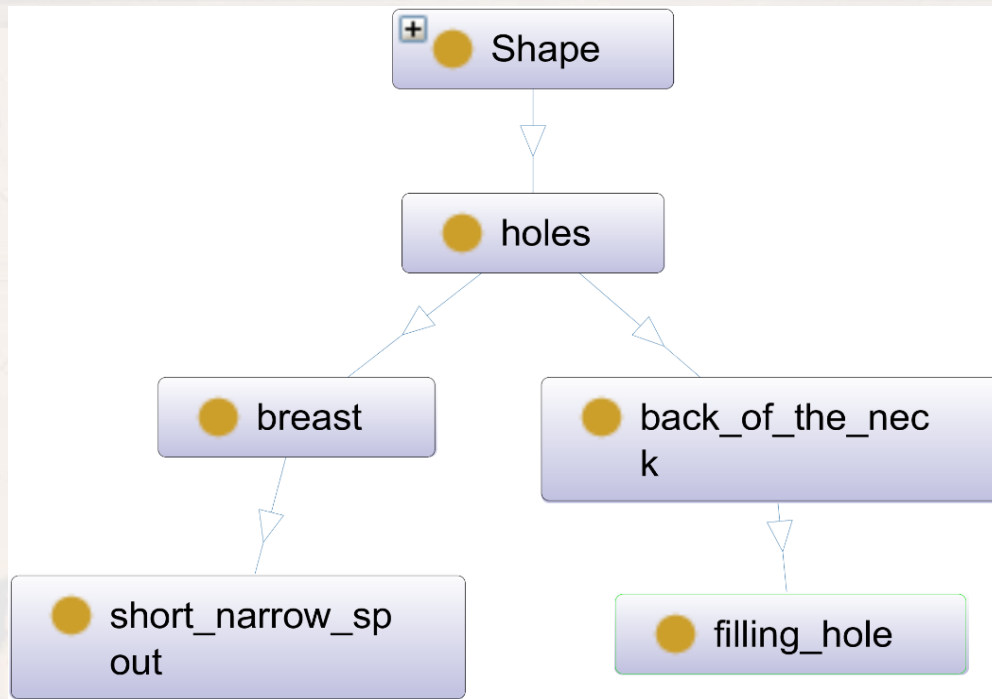 Shape
holes
breast
back_of_the_nec
k
short_narrow_sp
out
filling_hole